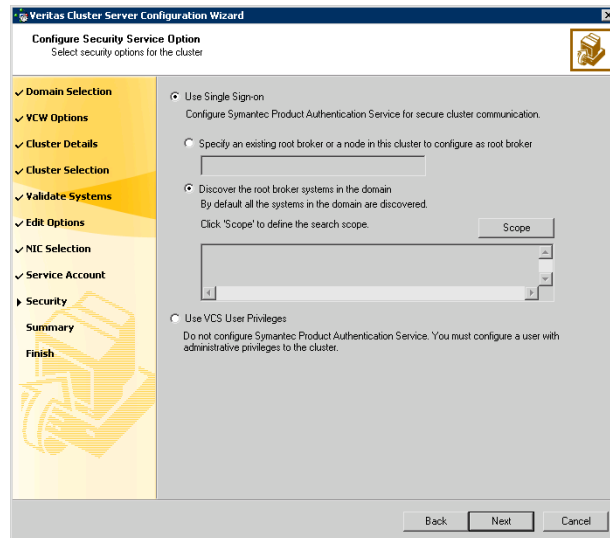 Veritas Cluster Server Configuration Wizard
Configure Security Service Option
Select security options for the cluster
Domain Selection
VCW Options
Cluster Details
Cluster Selection
Validate Systems
Edit Options
NIC Selection
Service Account
Security
Summary
Finish
Use Single Sign-on
Configure Symantec Product Authentication Service for secure cluster communication.
Specify an existing root broker or a node in this cluster to configure as root broker
Discover the root broker systems in the domain
By default all the systems in the domain are discovered.
Click 'Scope' to define the search scope.
Scope
Use VCS User Privileges
Do not configure Symantec Product Authentication Service. You must configure a user with
administrative privileges to the cluster.
Back
Next
Cancel